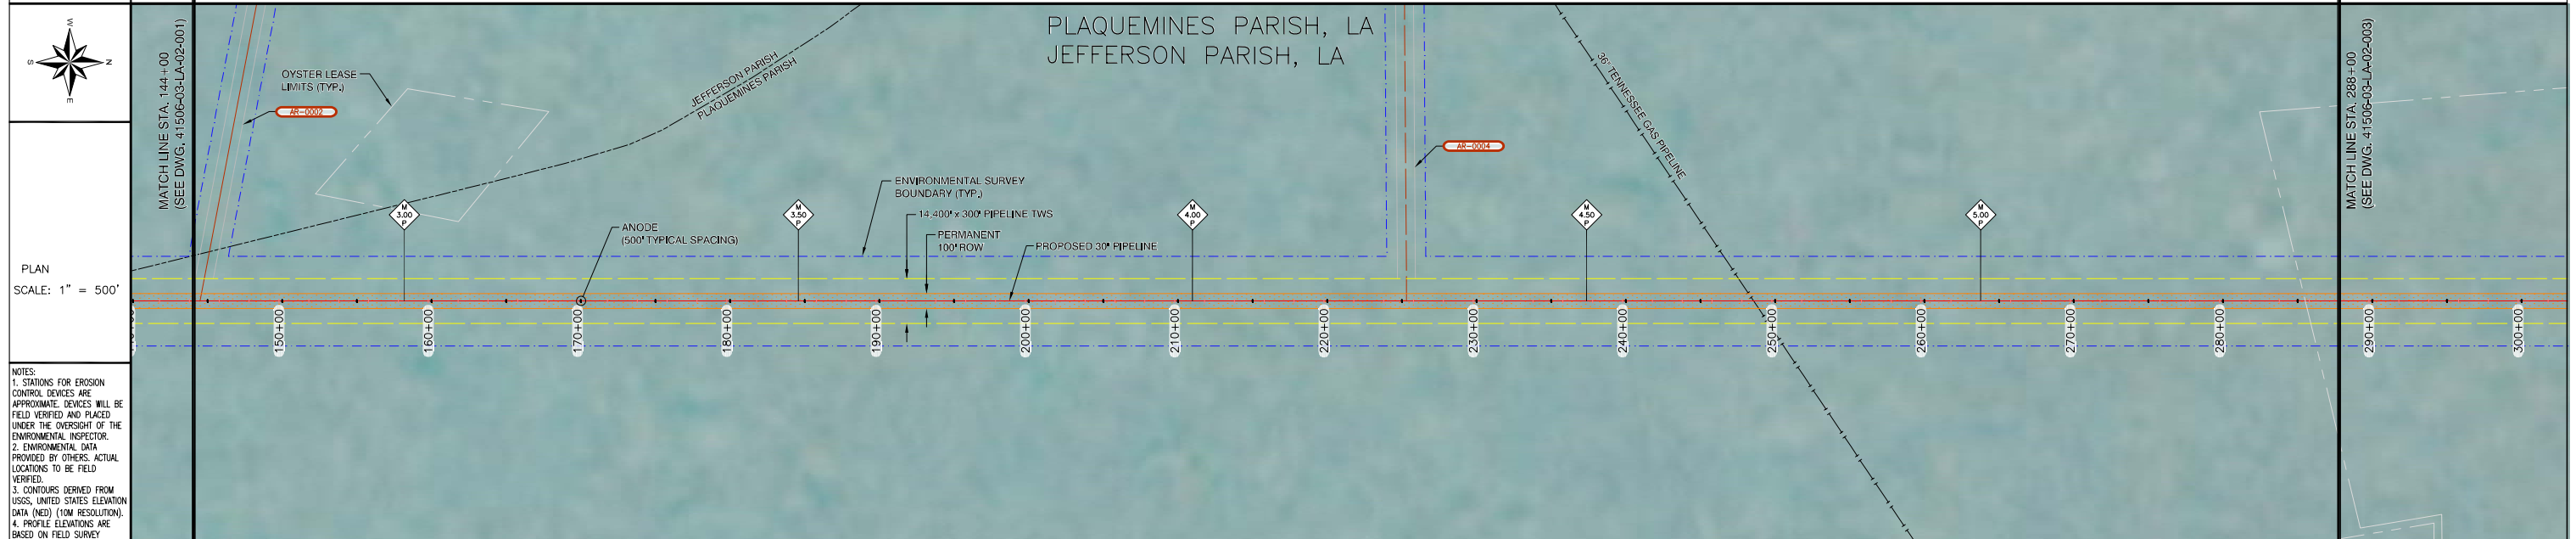 W
S
N
E
PLAN
SCALE: 1" = 500'
NOTES:
1. STATIONS FOR EROSION
CONTROL DEVICES ARE
APPROXIMATE. DEVICES WILL BE
FIELD VERIFIED AND PLACED
UNDER THE OVERSIGHT OF THE
ENVIRONMENTAL INSPECTOR.
2. ENVIRONMENTAL DATA
PROVIDED BY OTHERS. ACTUAL
LOCATIONS TO BE FIELD
VERIFIED.
3. CONTOURS DERIVED FROM
USGS, UNITED STATES ELEVATION
DATA (NED) (10M RESOLUTION).
4. PROFILE ELEVATIONS ARE
BASED ON FIELD SURVEY
MATCH LINE STA. 144+00
(SEE DWG. 41506-03-LA-02-001)
OYSTER LEASE
LIMITS (TYP.)
AR-0002
JEFFERSON PARISH
PLAQUEMINES PARISH
PLAQUEMINES PARISH, LA
JEFFERSON PARISH, LA
36" TENNESSEE GAS PIPELINE
AR-0004
ENVIRONMENTAL SURVEY
BOUNDARY (TYP.)
14,400' x 300' PIPELINE TWS
PERMANENT
100' ROW
PROPOSED 30" PIPELINE
ANODE
(500' TYPICAL SPACING)
M
3.00
P
M
3.50
P
M
4.00
P
M
4.50
P
M
5.00
P
150+00
160+00
170+00
180+00
190+00
200+00
210+00
220+00
230+00
240+00
250+00
260+00
270+00
280+00
290+00
300+00
MATCH LINE STA. 288+00
(SEE DWG. 41506-03-LA-02-003)